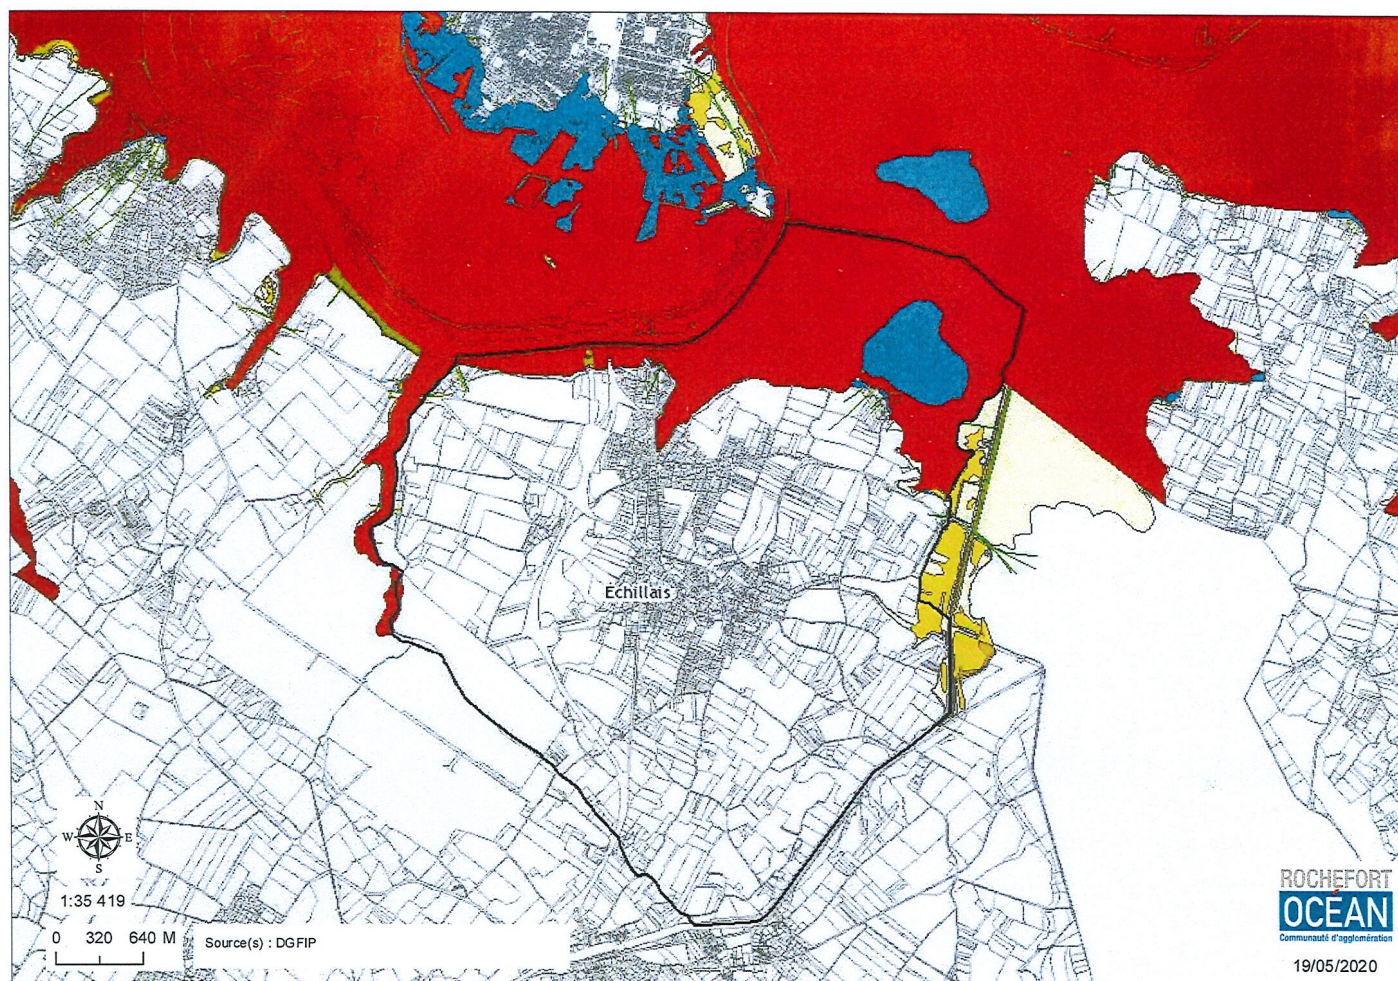 Échillais
N
W E
S
1:35 419
0 320 640 M
Source(s) : DGFIP
ROCHEFORT
OCÉAN
Communauté d'agglomération
19/05/2020